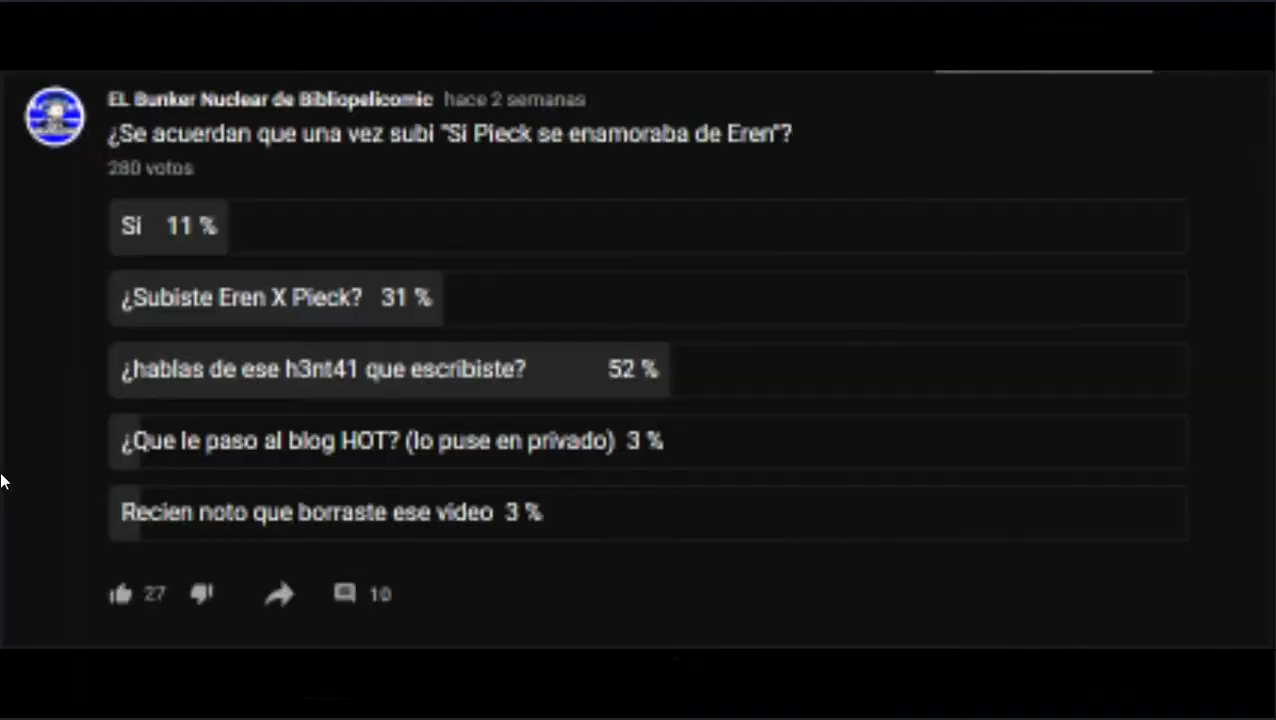 EL Bunker Nuclear de Bibliopelicomic hace 2 semanas
¿Se acuerdan que una vez subi "Si Pieck se enamoraba de Eren"?
280 votos
Si 11 %
¿Subiste Eren X Pieck? 31 %
¿hablas de ese h3nt41 que escribiste? 52 %
¿Que le paso al blog HOT? (lo puse en privado) 3 %
Recien noto que borraste ese video 3 %
27 10